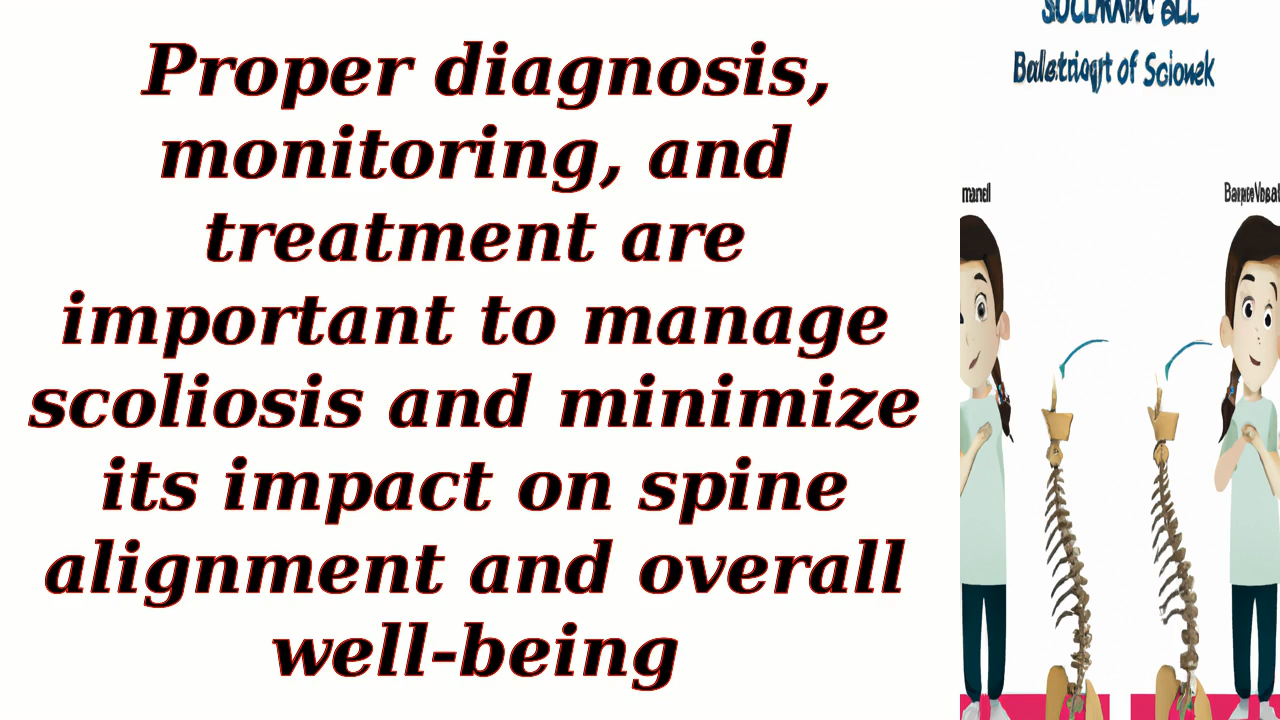 Proper diagnosis,
monitoring, and
treatment are
important to manage
scoliosis and minimize
its impact on spine
alignment and overall
well-being
of